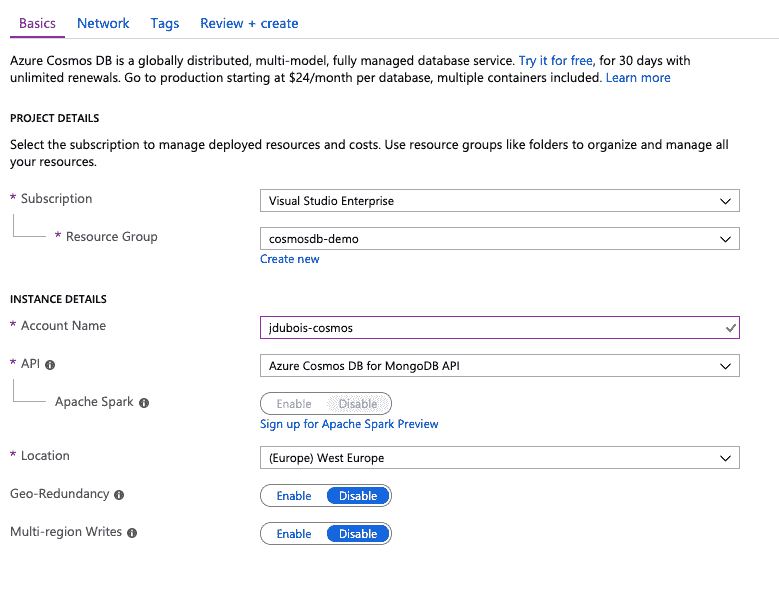 Basics Network Tags Review + create
Azure Cosmos DB is a globally distributed, multi-model, fully managed database service. Try it for free, for 30 days with
unlimited renewals. Go to production starting at $24/month per database, multiple containers included. Learn more
PROJECT DETAILS
Select the subscription to manage deployed resources and costs. Use resource groups like folders to organize and manage all
your resources.
* Subscription Visual Studio Enterprise
* Resource Group cosmosdb-demo
Create new
INSTANCE DETAILS
* Account Name jdubois-cosmos
* API Azure Cosmos DB for MongoDB API
Apache Spark Enable Disable
Sign up for Apache Spark Preview
* Location (Europe) West Europe
Geo-Redundancy Enable Disable
Multi-region Writes Enable Disable